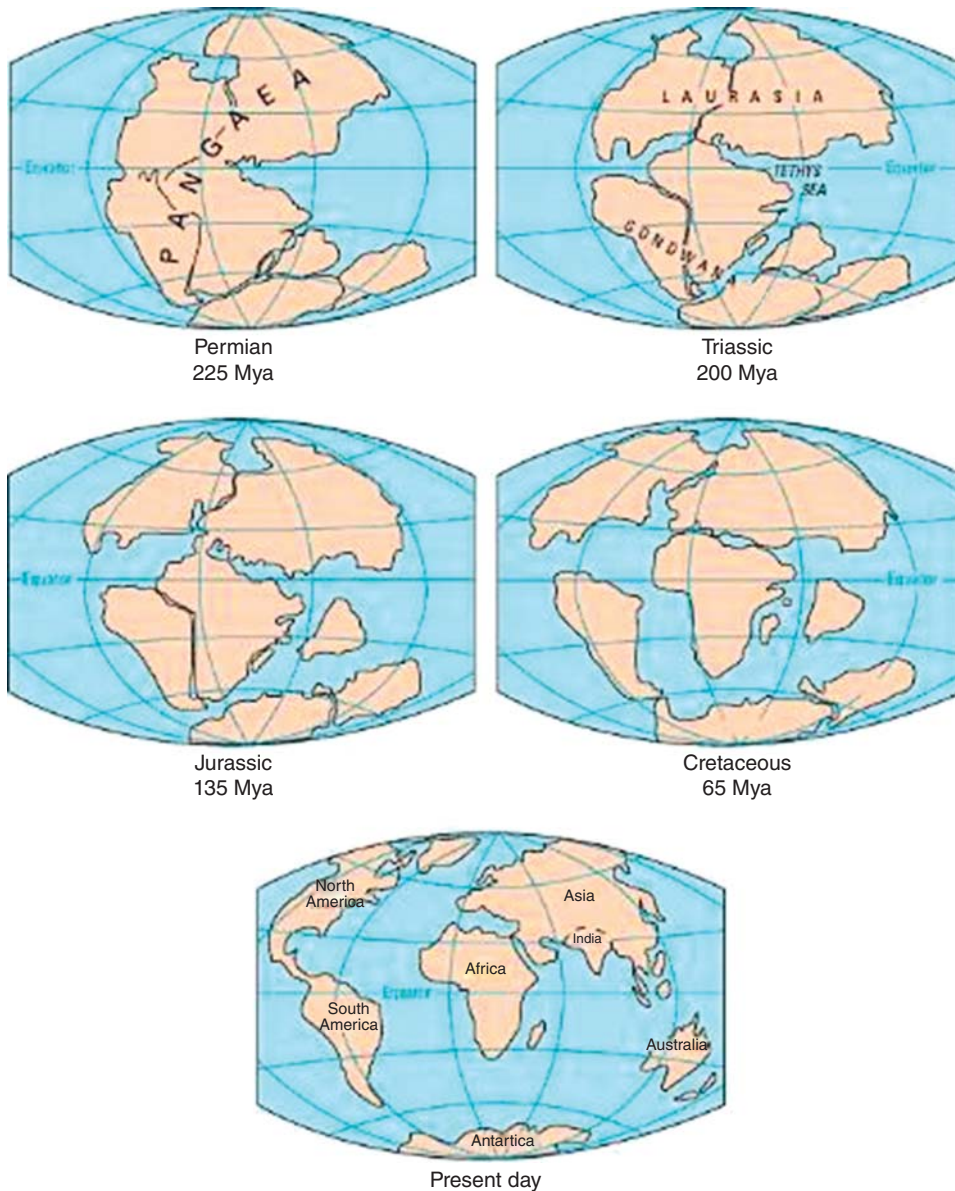 PANGAEA
Equator
Permian
225 Mya
LAURASIA
Equator
TETHYS
SEA
GONDWANA
Triassic
200 Mya
Equator
Jurassic
135 Mya
Equator
Cretaceous
65 Mya
North
America
Asia
India
Africa
Equator
South
America
Australia
Antartica
Present day